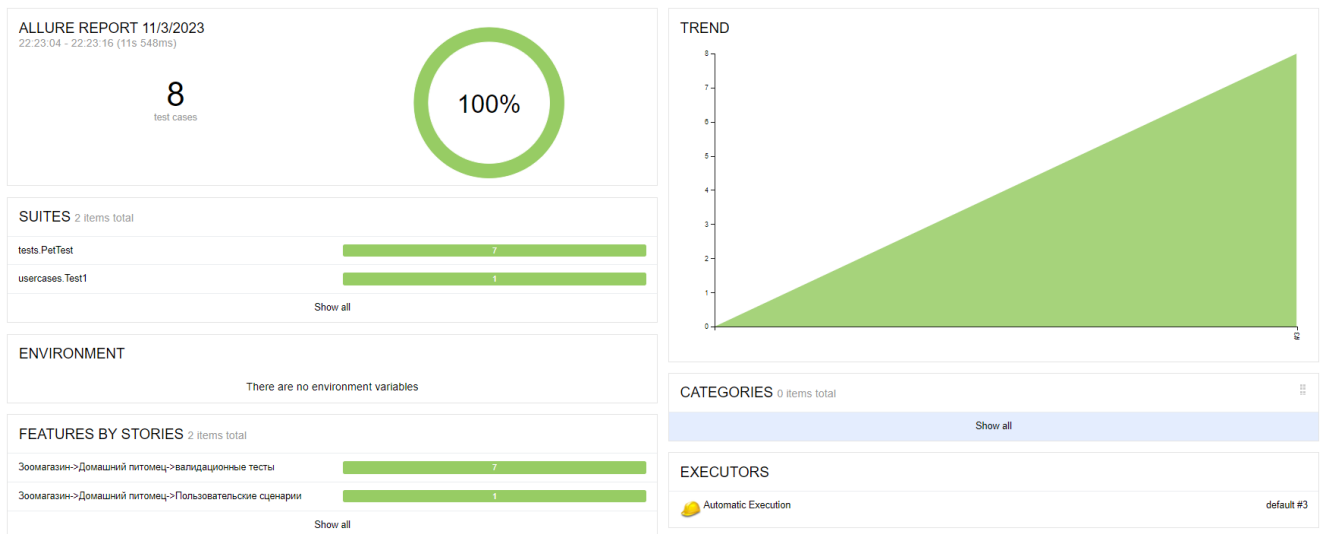 ALLURE REPORT 11/3/2023
22:23:04 - 22:23:16 (11s 548ms)
8
test cases
100%
SUITES 2 items total
tests.PetTest 7
usercases.Test1 1
Show all
ENVIRONMENT
There are no environment variables
FEATURES BY STORIES 2 items total
Зоомагазин->Домашний питомец->валидационные тесты 7
Зоомагазин->Домашний питомец->Пользовательские сценарии 1
Show all
TREND
8
7
6
5
4
3
2
1
0
#3
CATEGORIES 0 items total
Show all
EXECUTORS
Automatic Execution default #3